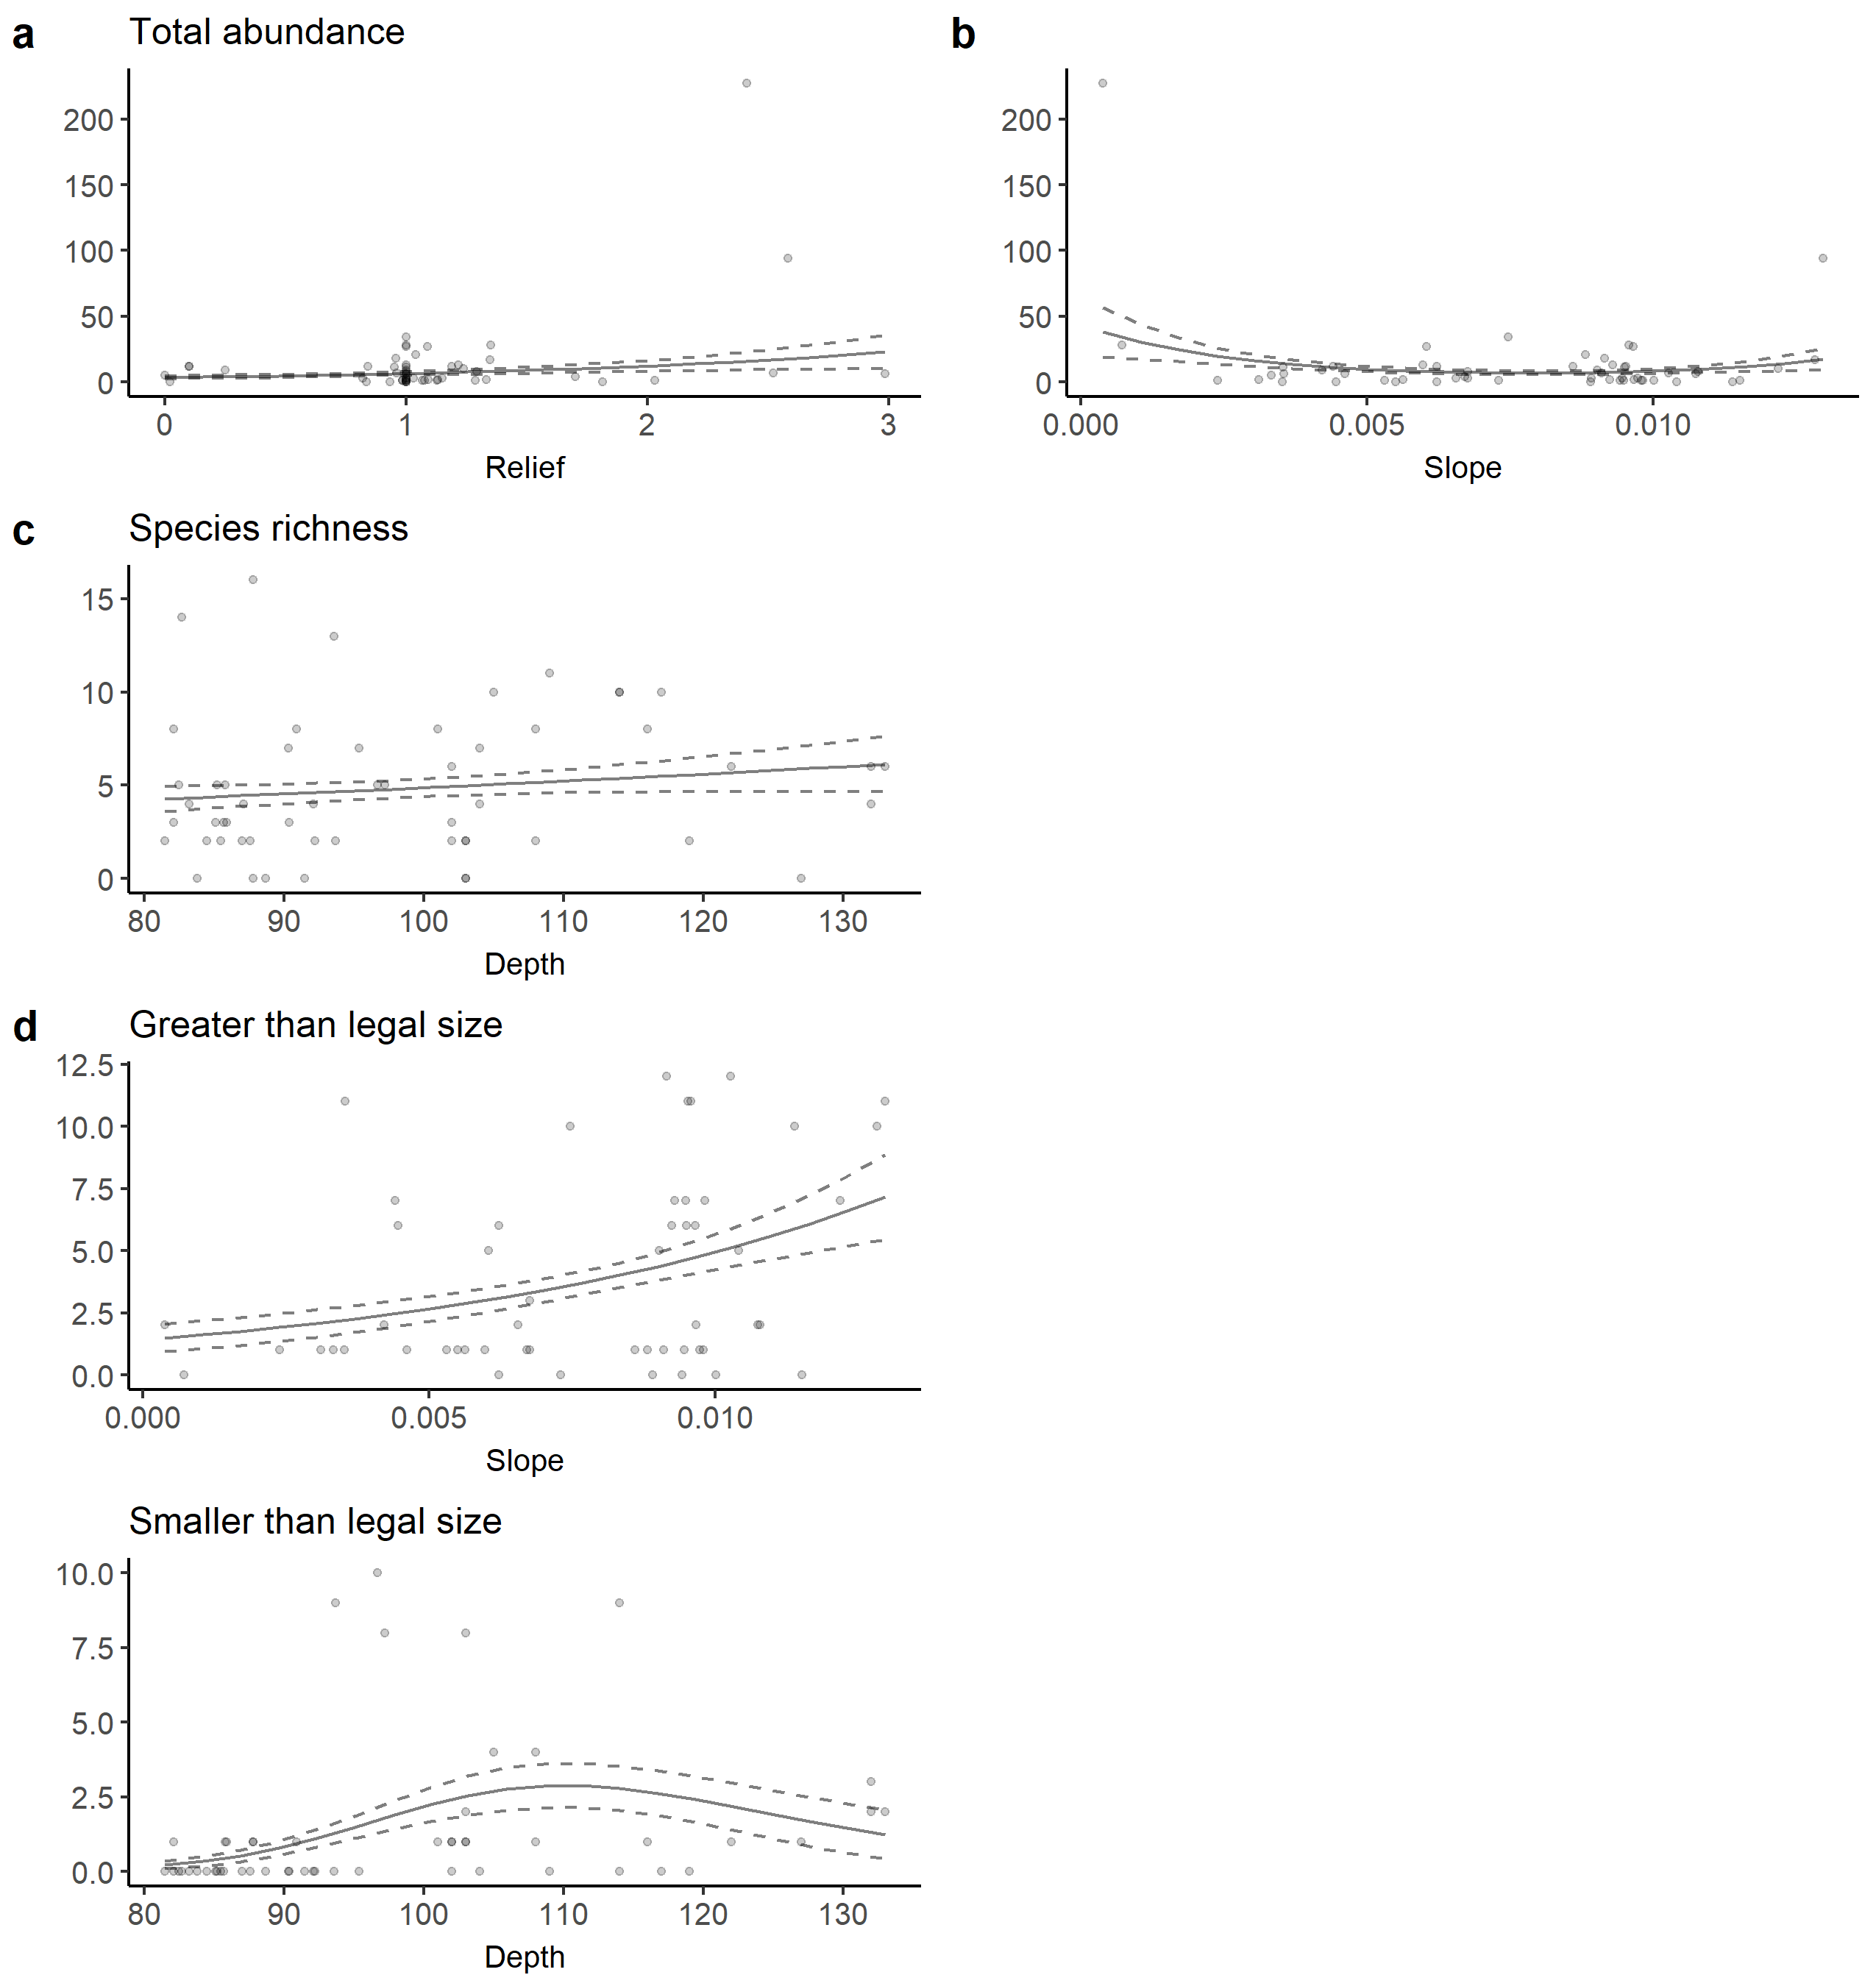 a Total abundance
200
150
100
50
0
0 1 2 3
Relief
b
200
150
100
50
0
0.000 0.005 0.010
Slope
c Species richness
15
10
5
0
80 90 100 110 120 130
Depth
d Greater than legal size
12.5
10.0
7.5
5.0
2.5
0.0
0.000 0.005 0.010
Slope
Smaller than legal size
10.0
7.5
5.0
2.5
0.0
80 90 100 110 120 130
Depth